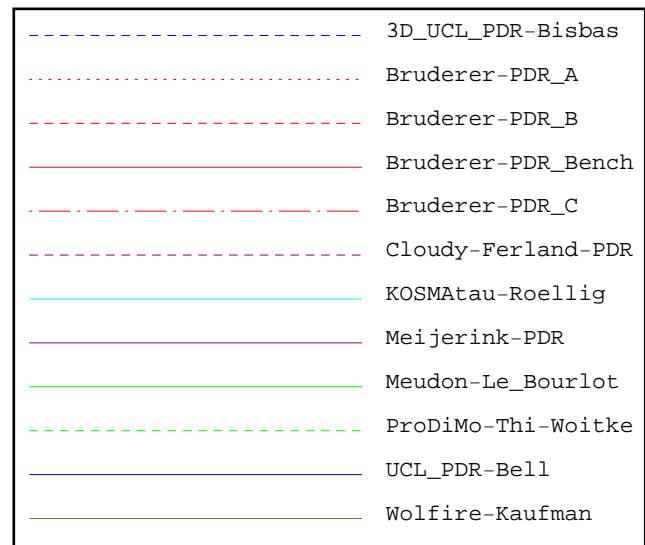 3D_UCL_PDR-Bisbas
Bruderer-PDR_A
Bruderer-PDR_B
Bruderer-PDR_Bench
Bruderer-PDR_C
Cloudy-Ferland-PDR
KOSMAtau-Roellig
Meijerink-PDR
Meudon-Le_Bourlot
ProDiMo-Thi-Woitke
UCL_PDR-Bell
Wolfire-Kaufman